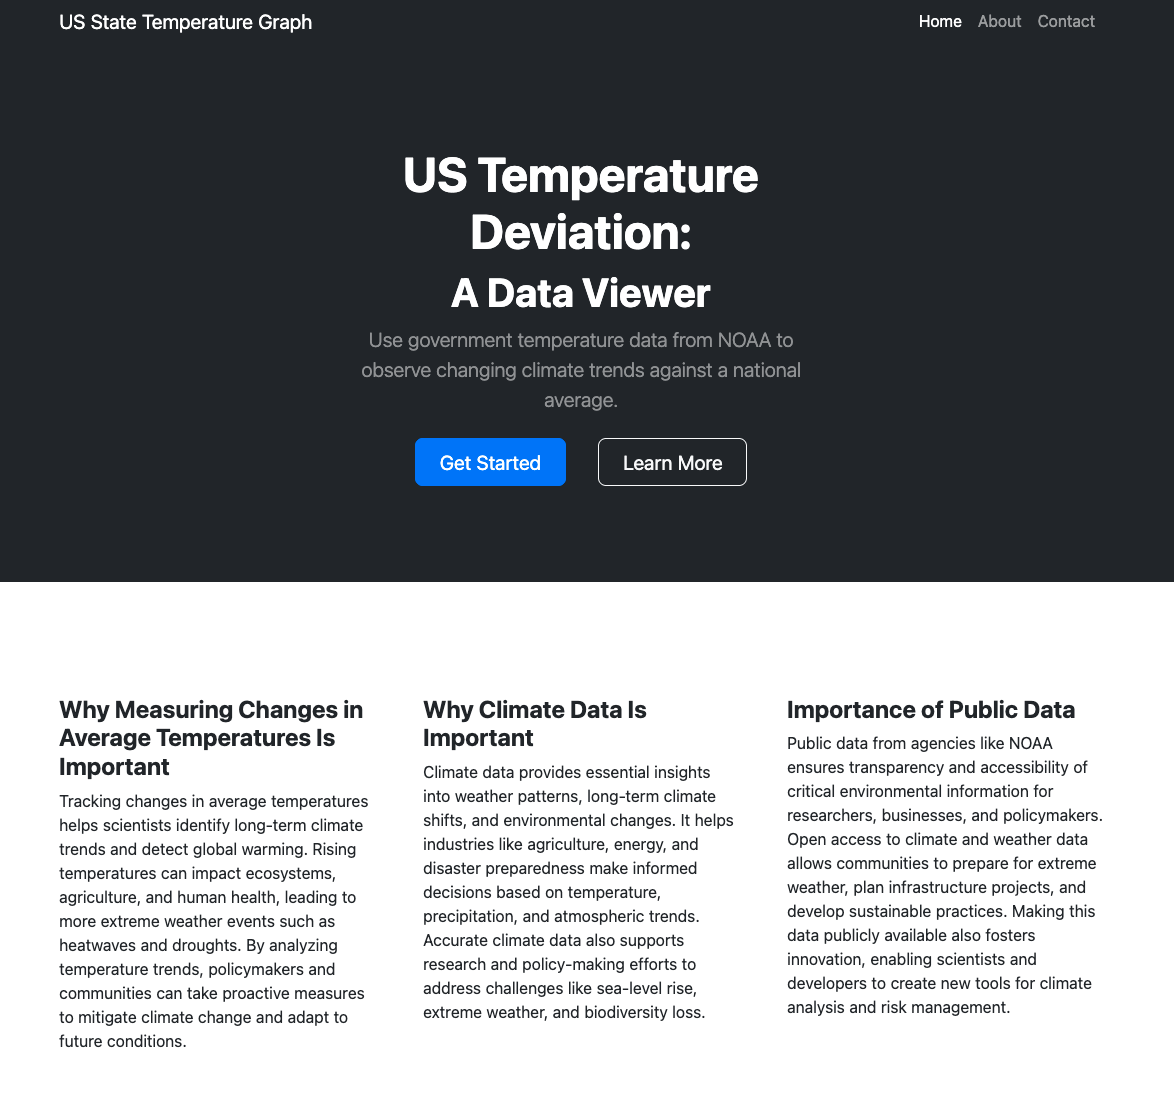 US State Temperature Graph
Home About Contact
US Temperature
Deviation:
A Data Viewer
Use government temperature data from NOAA to
observe changing climate trends against a national
average.
Get Started
Learn More
Why Measuring Changes in
Average Temperatures Is
Important
Tracking changes in average temperatures
helps scientists identify long-term climate
trends and detect global warming. Rising
temperatures can impact ecosystems,
agriculture, and human health, leading to
more extreme weather events such as
heatwaves and droughts. By analyzing
temperature trends, policymakers and
communities can take proactive measures
to mitigate climate change and adapt to
future conditions.
Why Climate Data Is
Important
Climate data provides essential insights
into weather patterns, long-term climate
shifts, and environmental changes. It helps
industries like agriculture, energy, and
disaster preparedness make informed
decisions based on temperature,
precipitation, and atmospheric trends.
Accurate climate data also supports
research and policy-making efforts to
address challenges like sea-level rise,
extreme weather, and biodiversity loss.
Importance of Public Data
Public data from agencies like NOAA
ensures transparency and accessibility of
critical environmental information for
researchers, businesses, and policymakers.
Open access to climate and weather data
allows communities to prepare for extreme
weather, plan infrastructure projects, and
develop sustainable practices. Making this
data publicly available also fosters
innovation, enabling scientists and
developers to create new tools for climate
analysis and risk management.